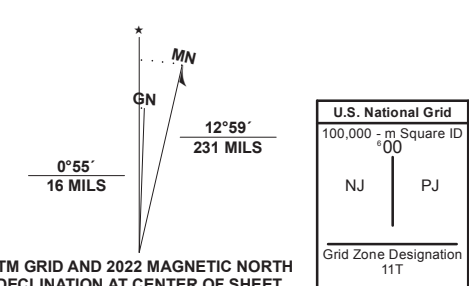 ★
MN
GN
12°59´
231 MILS
0°55´
16 MILS
TM GRID AND 2022 MAGNETIC NORTH
DECLINATION AT CENTER OF SHEET
U.S. National Grid
100,000 - m Square ID
⁶00
NJ PJ
Grid Zone Designation
11T